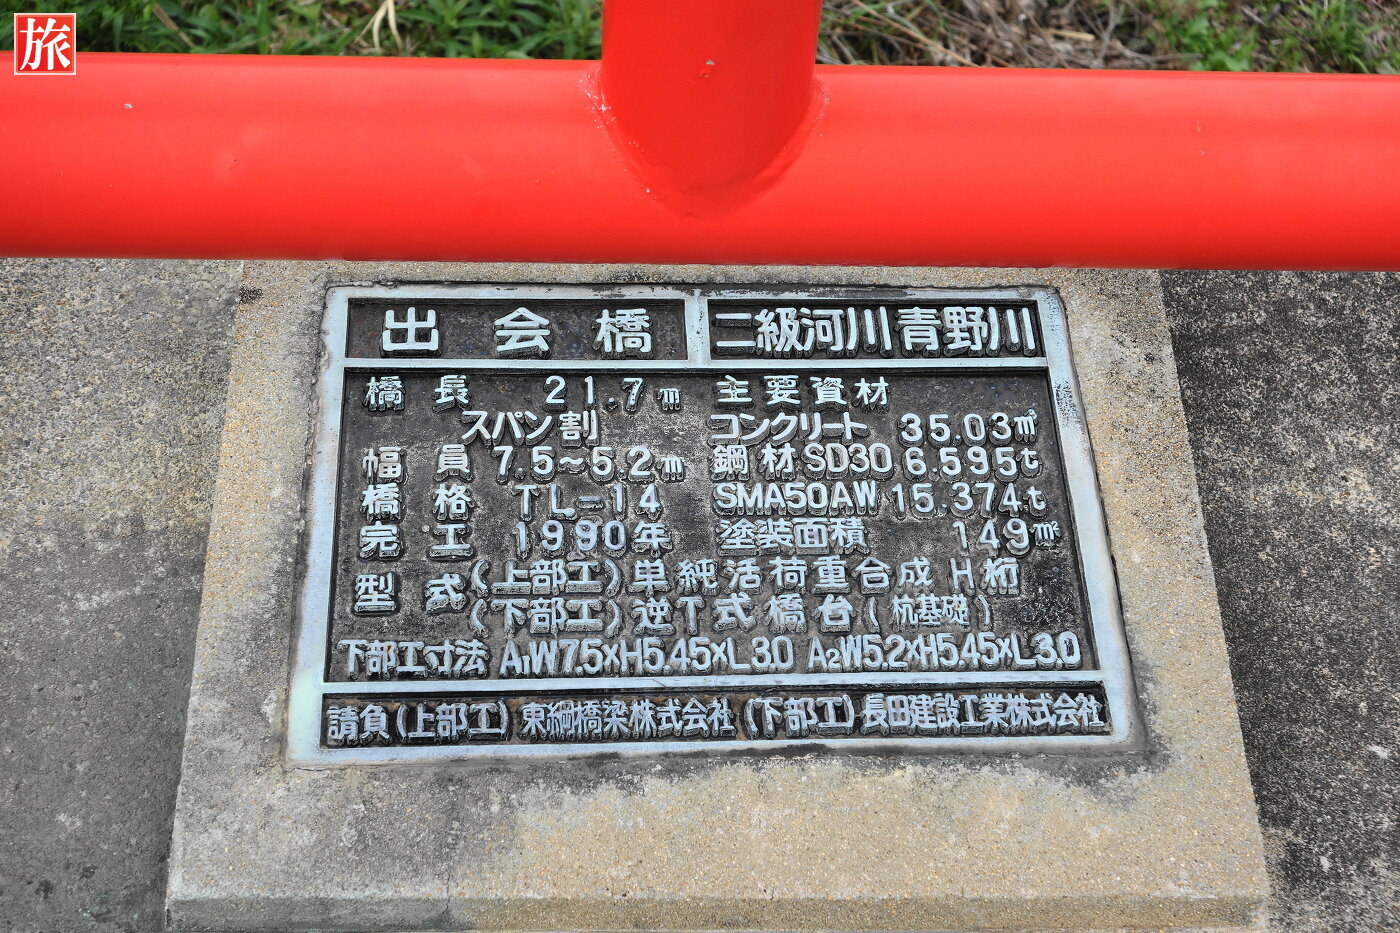 旅
出会橋 二級河川青野川
橋長 21.7m 主要資材
スパン割 コンクリート 35.03㎥
幅員 7.5～5.2m 鋼材SD30 6.595t
橋格 TL-14 SMA50AW 15.374t
完工 1990年 塗装面積 149㎡
型式 (上部工)単純活荷重合成 H桁
(下部工)逆T式橋台(杭基礎)
下部工寸法 A₁W7.5×H5.45×L3.0 A2W5.2×H5.45×L3.0
請負(上部工)東綱橋梁株式会社(下部工)長田建設工業株式会社